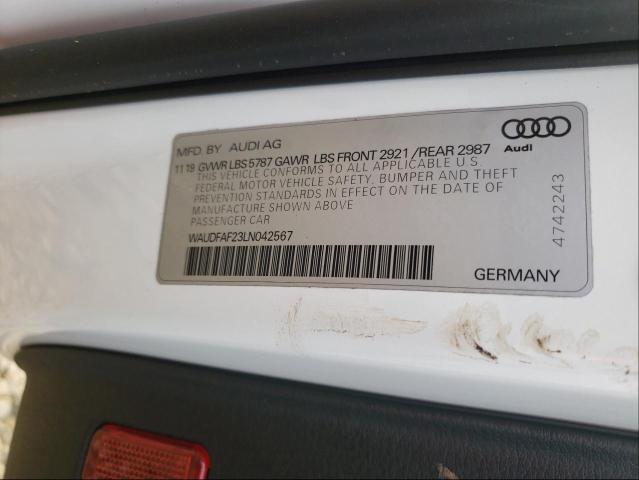 MFD. BY AUDI AG
11 19 GVWR LBS 5787 GAWR LBS FRONT 2921 /REAR 2987
THIS VEHICLE CONFORMS TO ALL APPLICABLE U.S.
FEDERAL MOTOR VEHICLE SAFETY, BUMPER AND THEFT
PREVENTION STANDARDS IN EFFECT ON THE DATE OF
MANUFACTURE SHOWN ABOVE
PASSENGER CAR
WAUDFAF23LN042567
GERMANY
Audi
4742243